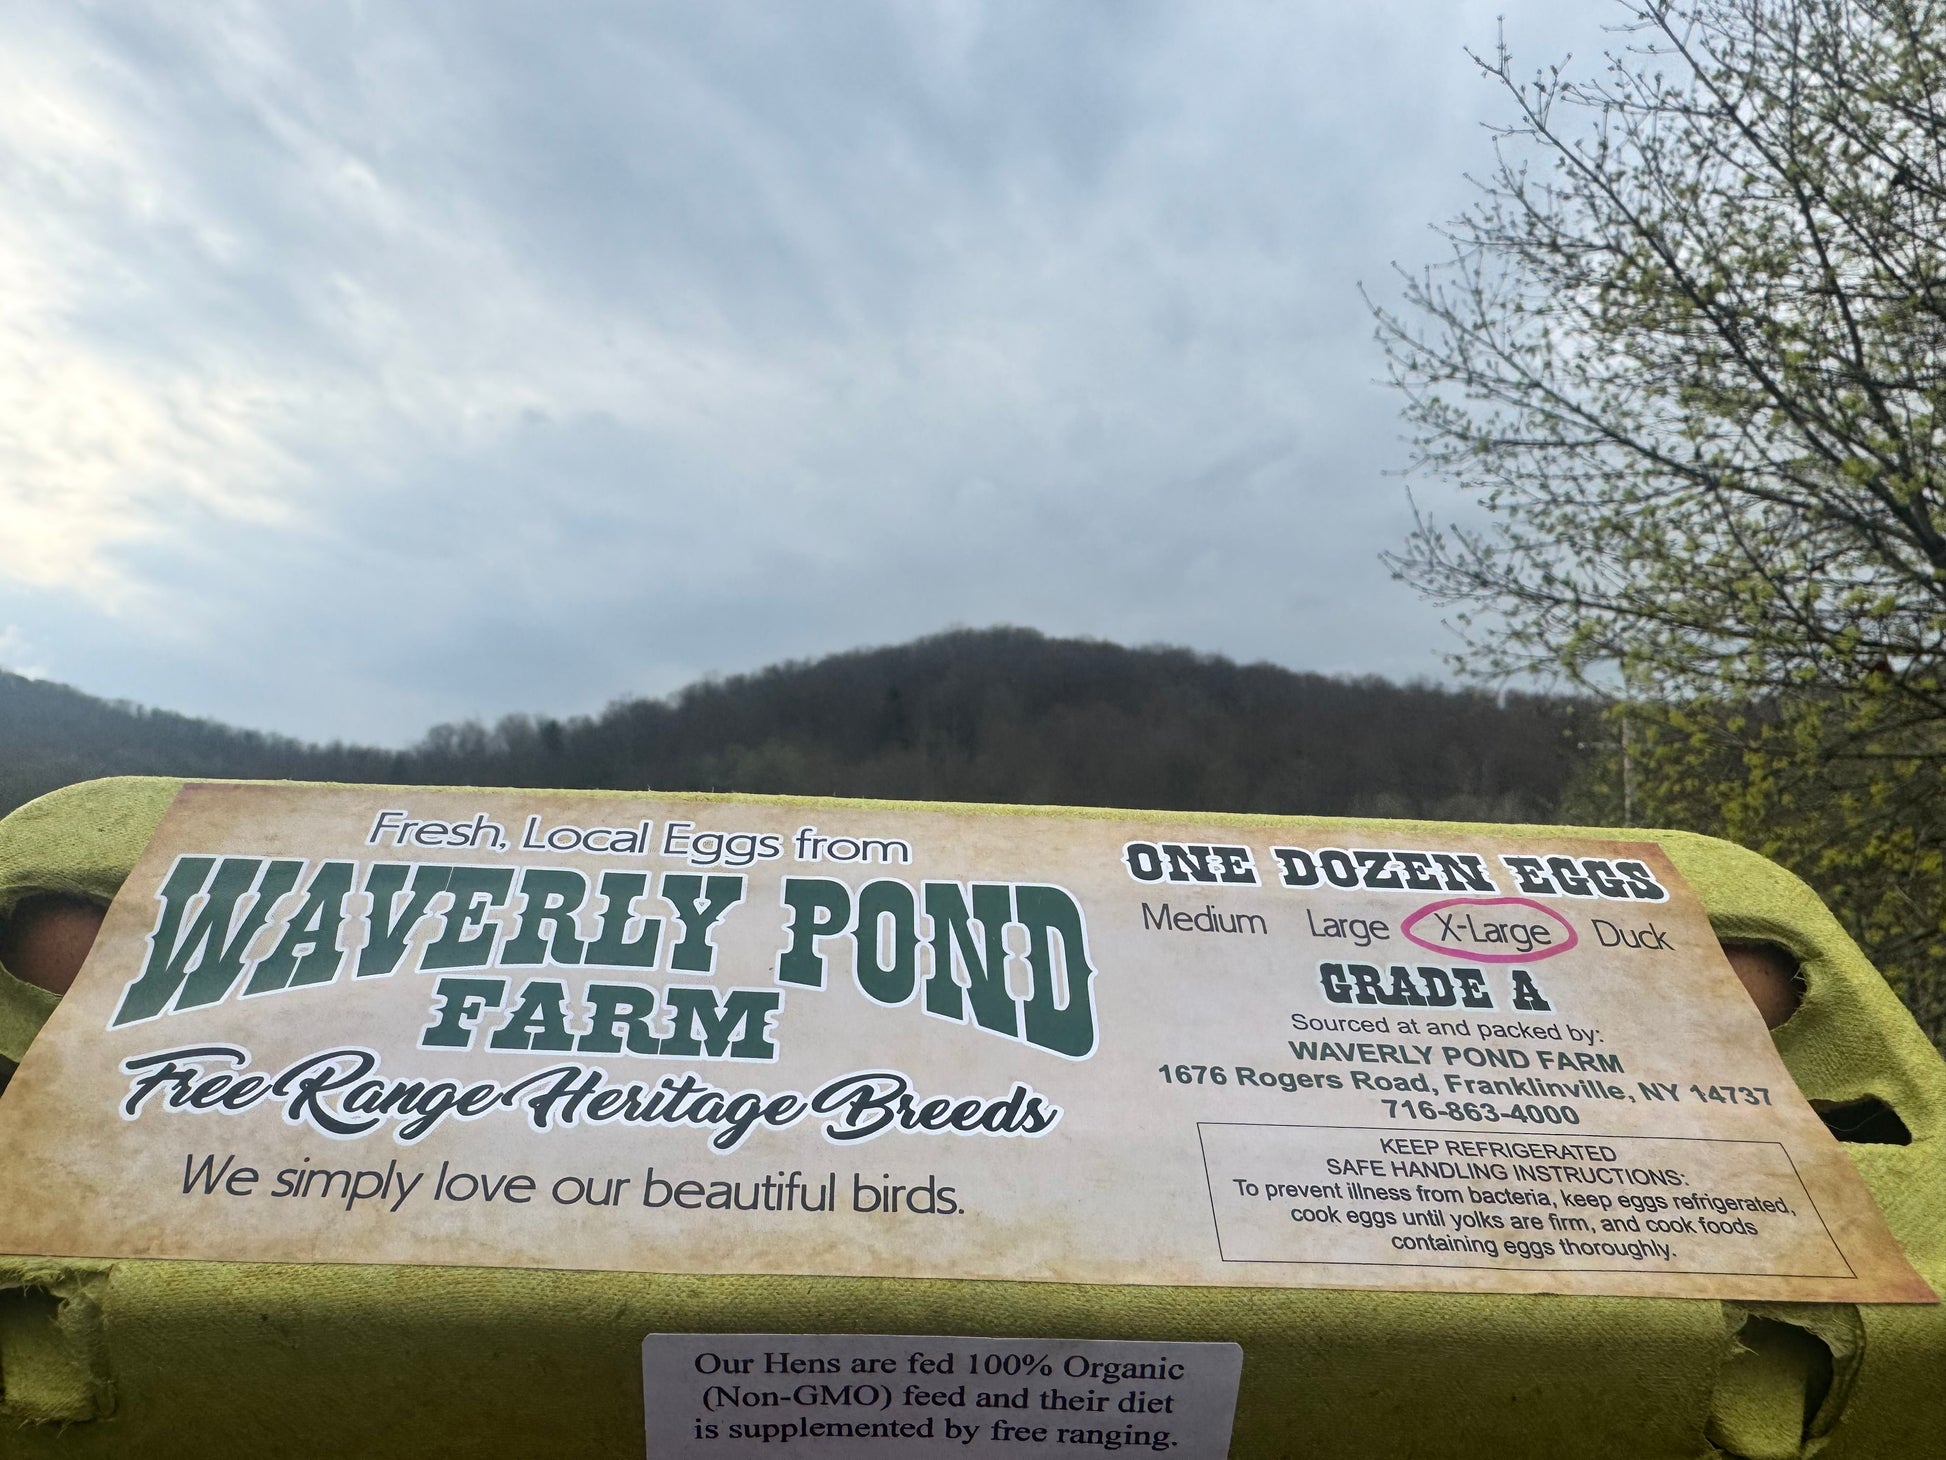 Fresh, Local Eggs from
WAVERLY POND
FARM
Free Range Heritage Breeds
We simply love our beautiful birds.
ONE DOZEN EGGS
Medium Large X-Large Duck
GRADE A
Sourced at and packed by:
WAVERLY POND FARM
1676 Rogers Road, Franklinville, NY 14737
716-863-4000
KEEP REFRIGERATED
SAFE HANDLING INSTRUCTIONS:
To prevent illness from bacteria, keep eggs refrigerated,
cook eggs until yolks are firm, and cook foods
containing eggs thoroughly.
Our Hens are fed 100% Organic
(Non-GMO) feed and their diet
is supplemented by free ranging.